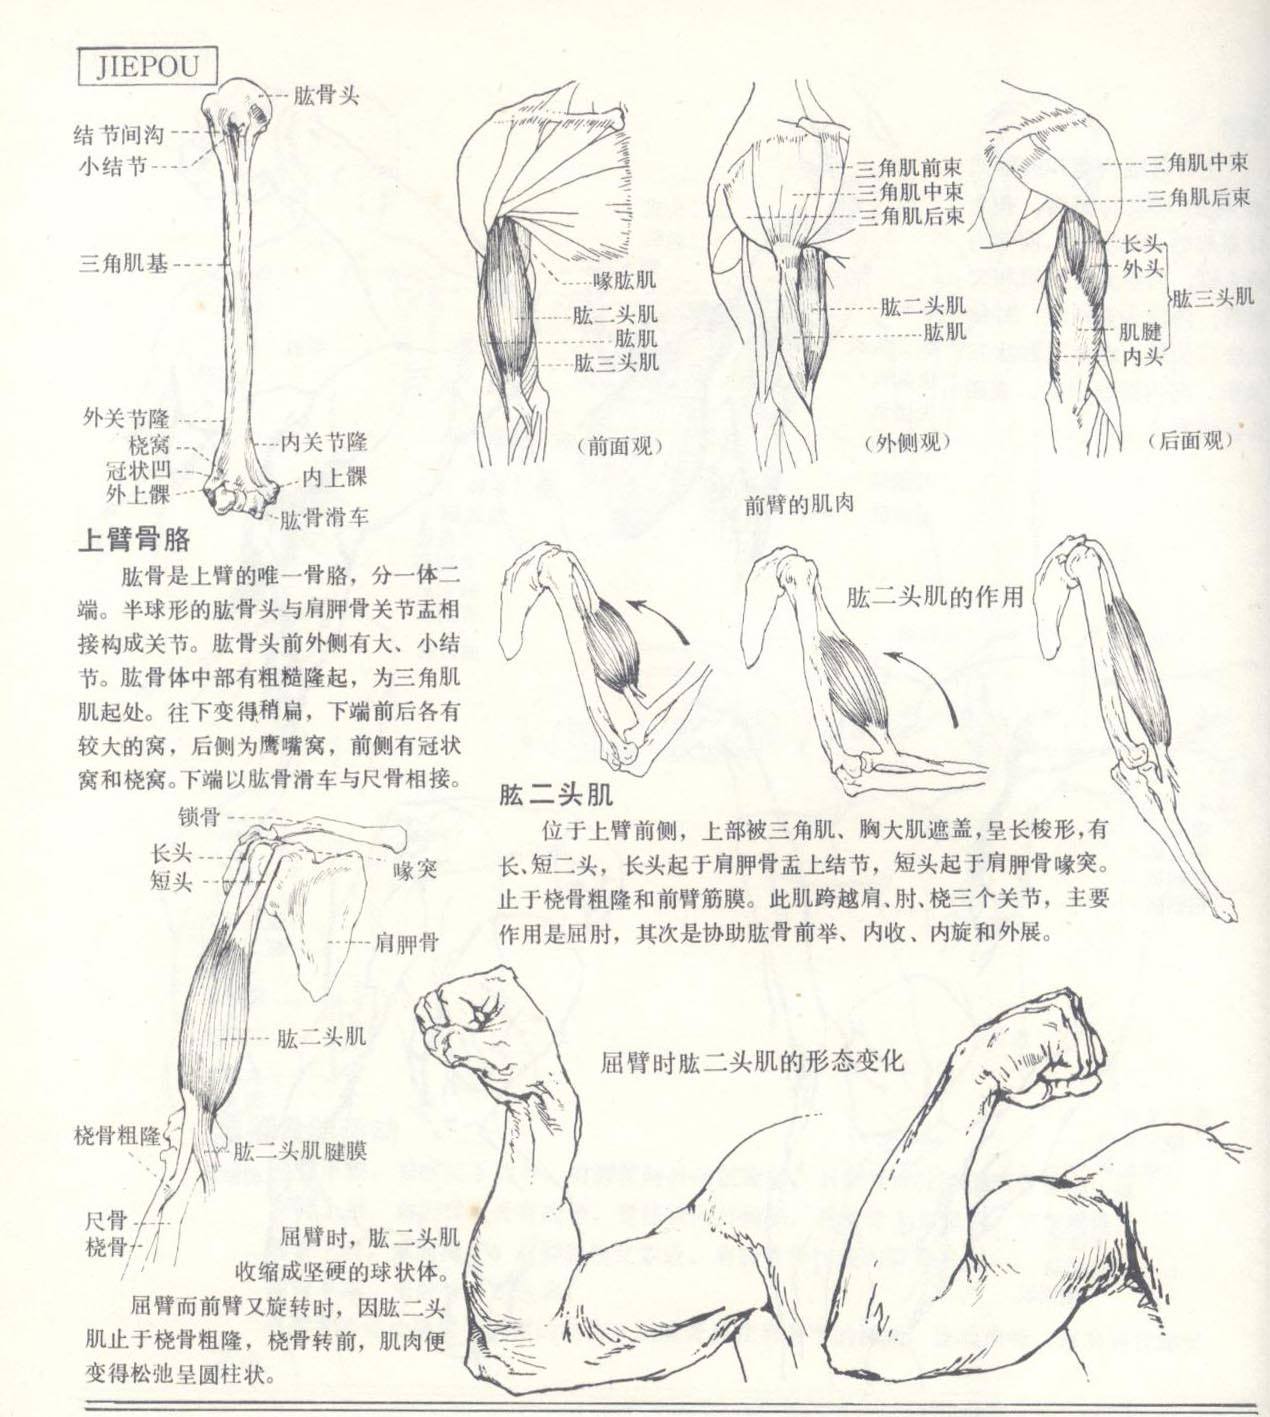 JIEPOU
肱骨头
结节间沟
小结节
三角肌基
外关节隆
桡窝
冠状凹
外上髁
内关节隆
内上髁
肱骨滑车
喙肱肌
肱二头肌
肱肌
肱三头肌
（前面观）
三角肌前束
三角肌中束
三角肌后束
肱二头肌
肱肌
（外侧观）
三角肌中束
三角肌后束
长头
外头
肱三头肌
肌腱
内头
（后面观）
前臂的肌肉
上臂骨胳
肱骨是上臂的唯一骨胳，分一体二
端。半球形的肱骨头与肩胛骨关节盂相
接构成关节。肱骨头前外侧有大、小结
节。肱骨体中部有粗糙隆起，为三角肌
肌起处。往下变得稍扁，下端前后各有
较大的窝，后侧为鹰嘴窝，前侧有冠状
窝和桡窝。下端以肱骨滑车与尺骨相接。
肱二头肌的作用
肱二头肌
位于上臂前侧，上部被三角肌、胸大肌遮盖，呈长梭形，有
长、短二头，长头起于肩胛骨盂上结节，短头起于肩胛骨喙突。
止于桡骨粗隆和前臂筋膜。此肌跨越肩、肘、桡三个关节，主要
作用是屈肘，其次是协助肱骨前举、内收、内旋和外展。
锁骨
长头
短头
喙突
肩胛骨
肱二头肌
桡骨粗隆
肱二头肌腱膜
尺骨
桡骨
屈臂时肱二头肌的形态变化
屈臂时，肱二头肌
收缩成坚硬的球状体。
屈臂而前臂又旋转时，因肱二头
肌止于桡骨粗隆，桡骨转前，肌肉便
变得松弛呈圆柱状。